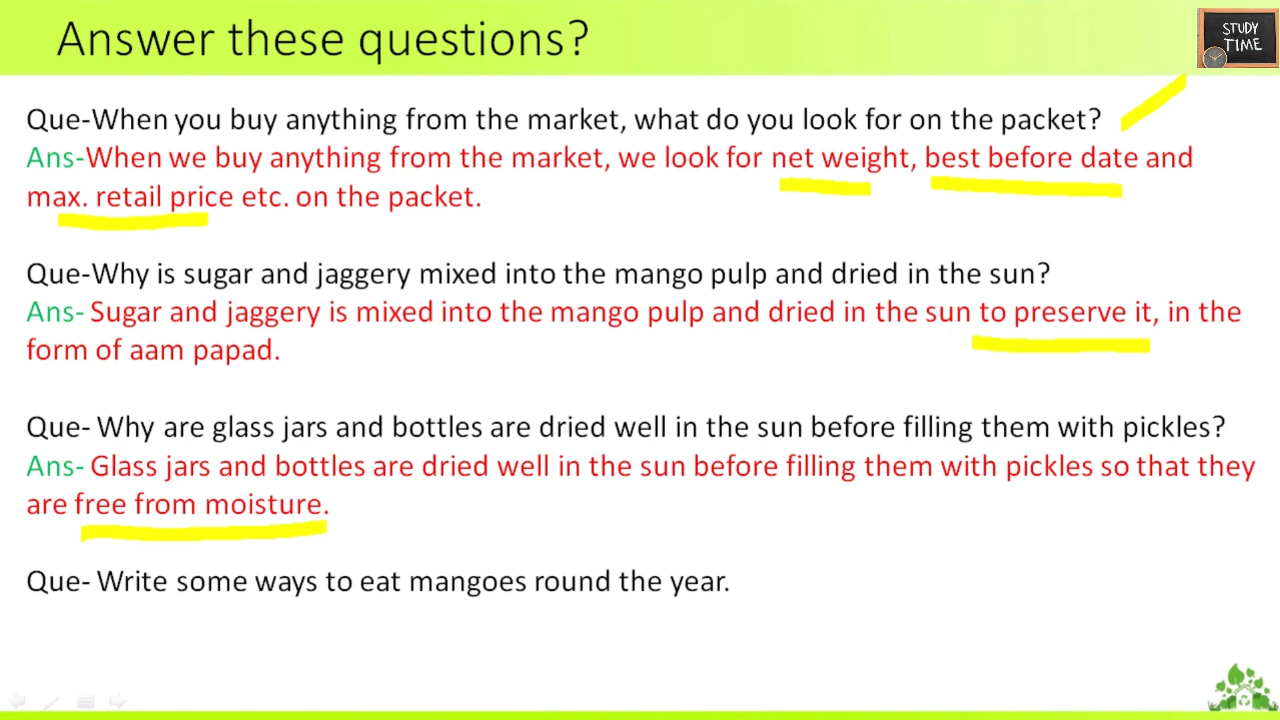 Answer these questions?
STUDY
TIME
Que-When you buy anything from the market, what do you look for on the packet?
Ans-When we buy anything from the market, we look for net weight, best before date and
max. retail price etc. on the packet.
Que-Why is sugar and jaggery mixed into the mango pulp and dried in the sun?
Ans- Sugar and jaggery is mixed into the mango pulp and dried in the sun to preserve it, in the
form of aam papad.
Que- Why are glass jars and bottles are dried well in the sun before filling them with pickles?
Ans- Glass jars and bottles are dried well in the sun before filling them with pickles so that they
are free from moisture.
Que- Write some ways to eat mangoes round the year.